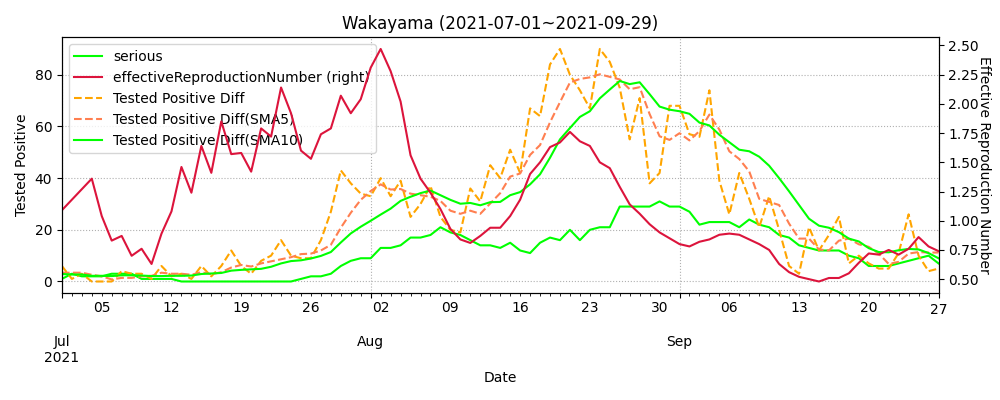 Wakayama (2021-07-01~2021-09-29)
serious
effectiveReproductionNumber (right)
Tested Positive Diff
Tested Positive Diff(SMA5)
Tested Positive Diff(SMA10)
Tested Positive
80
60
40
20
0
2.50
2.25
2.00
1.75
1.50
1.25
1.00
0.75
0.50
Effective Reproduction Number
05 12 19 26 02 09 16 23 30 06 13 20 27
Jul Aug Sep
2021
Date